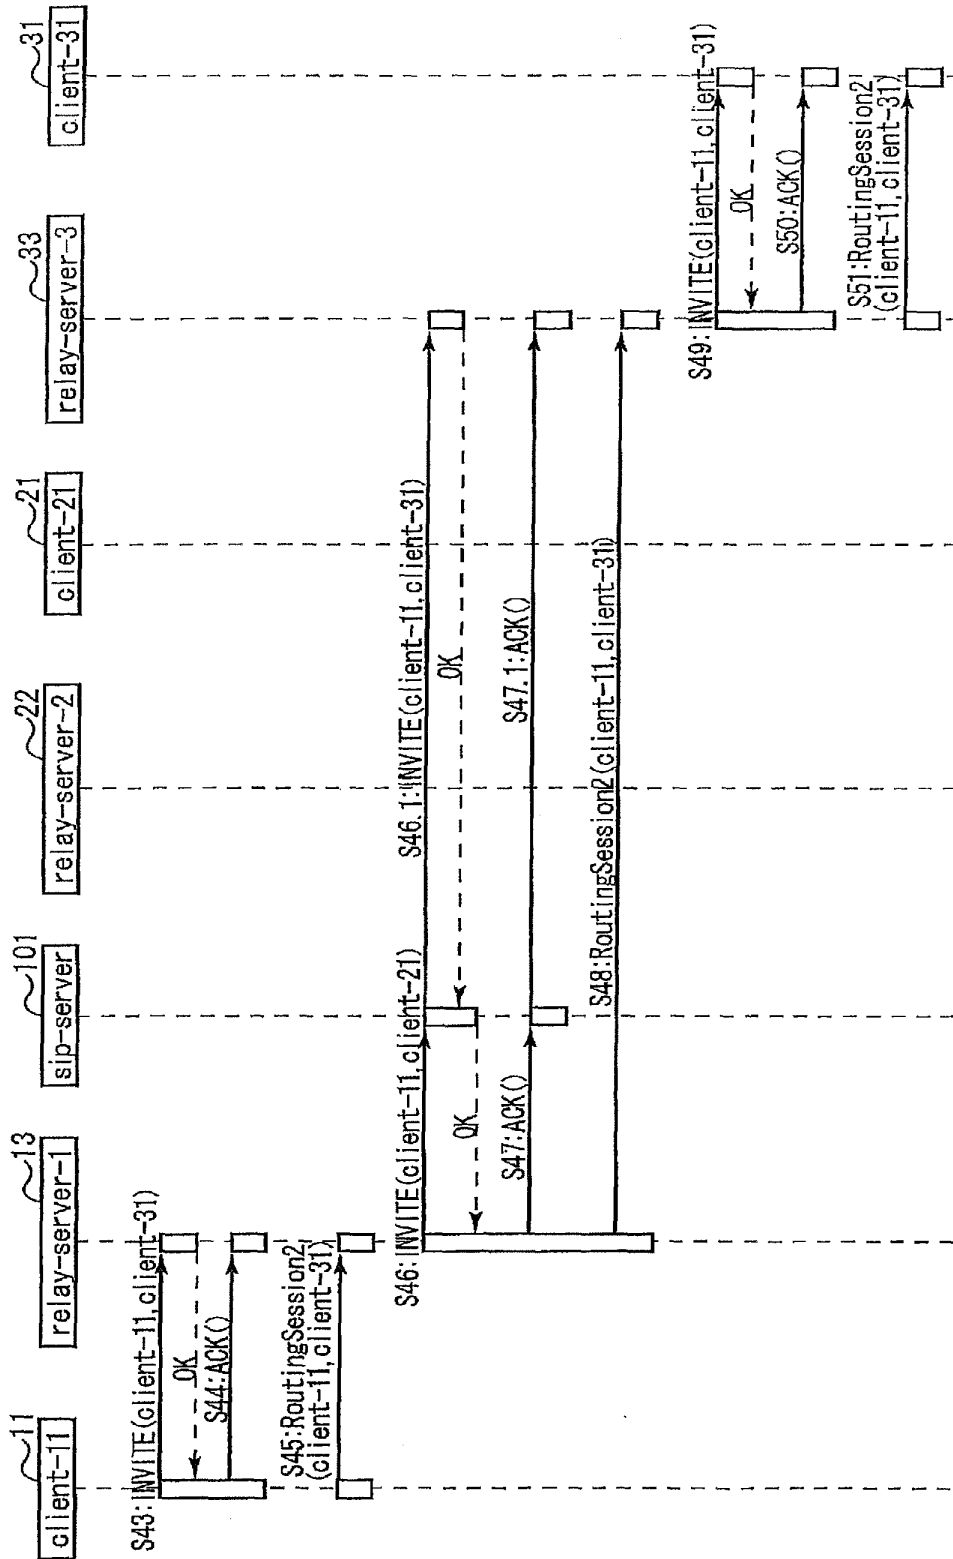 11
client-11
13
relay-server-1
101
sip-server
22
relay-server-2
21
client-21
33
relay-server-3
31
client-31
S43:INVITE(client-11,client-31)
OK
S44:ACK()
S45:RoutingSession2
(client-11,client-31)
S46:INVITE(client-11,client-21)
S46.1:INVITE(client-11,client-31)
OK
OK
S47:ACK()
S47.1:ACK()
S48:RoutingSession2(client-11,client-31)
S49:INVITE(client-11,client-31)
OK
S50:ACK()
S51:RoutingSession2
(client-11,client-31)